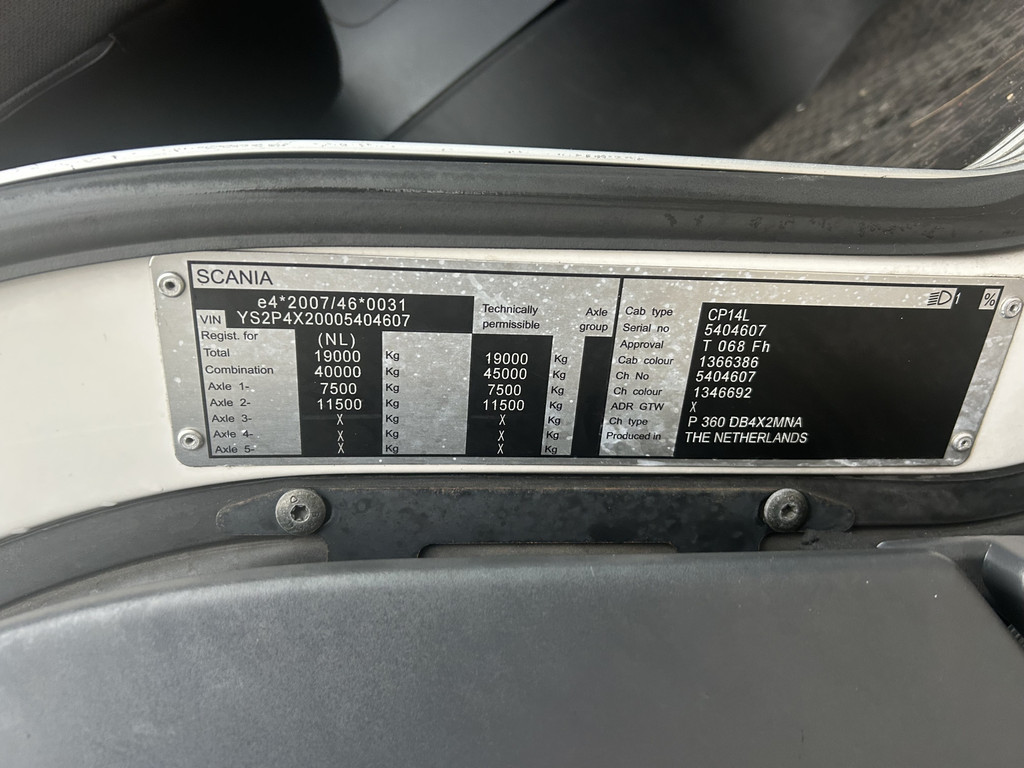 SCANIA
e4*2007/46*0031
VIN YS2P4X20005404607
Regist. for (NL)
Technically permissible
Axle group
Total 19000 Kg 19000 Kg
Combination 40000 Kg 45000 Kg
Axle 1- 7500 Kg 7500 Kg
Axle 2- 11500 Kg 11500 Kg
Axle 3- X Kg X Kg
Axle 4- X Kg X Kg
Axle 5- X Kg X Kg
1 %
Cab type CP14L
Serial no 5404607
Approval T 068 Fh
Cab colour 1366386
Ch No 5404607
Ch colour 1346692
ADR GTW X
Ch type P 360 DB4X2MNA
Produced in THE NETHERLANDS